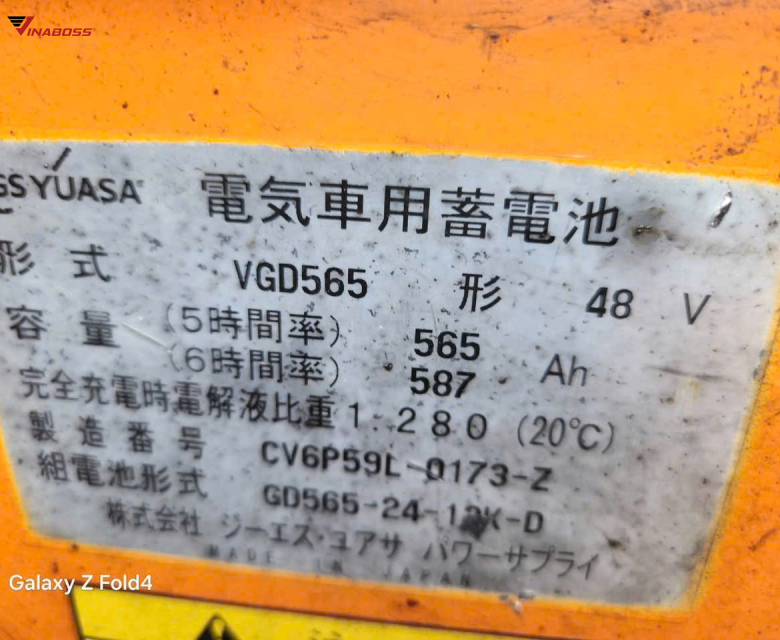 VINABOSS
GS YUASA 電気車用蓄電池
形式 VGD565 形 48 V
容量 (5時間率) 565 Ah
(6時間率) 587
完全充電時電解液比重 1.280 (20℃)
製造番号 CV6P59L-0173-Z
組電池形式 GD565-24-12K-D
株式会社 ジーエス・ユアサ パワーサプライ
MADE IN JAPAN
Galaxy Z Fold4